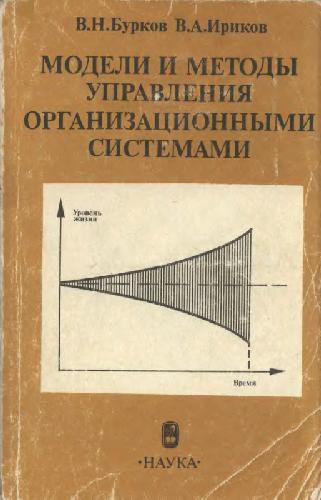 В.Н.Бурков В.А.Ириков
МОДЕЛИ И МЕТОДЫ
УПРАВЛЕНИЯ
ОРГАНИЗАЦИОННЫМИ
СИСТЕМАМИ
Уровень
жизни
Время
·НАУКА·